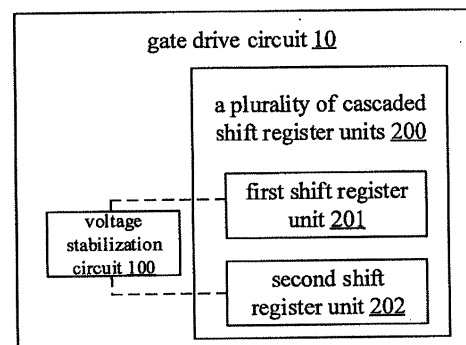 gate drive circuit 10
a plurality of cascaded
shift register units 200
first shift register
unit 201
voltage
stabilization
circuit 100
second shift
register unit 202